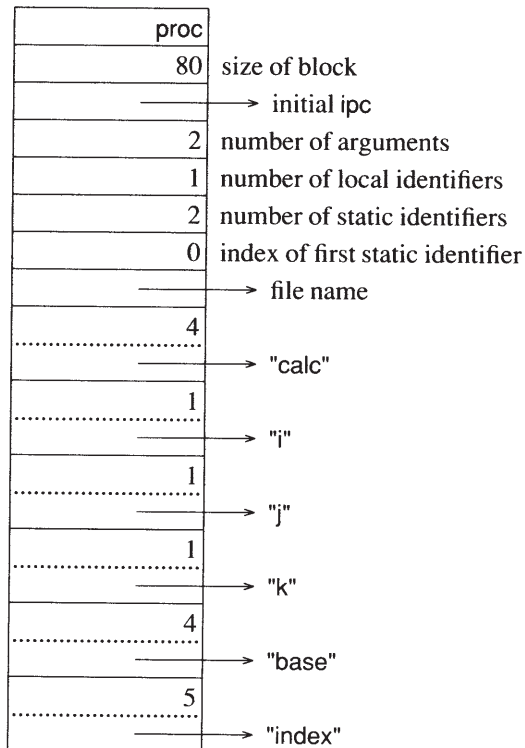 proc
80 size of block
initial ipc
2 number of arguments
1 number of local identifiers
2 number of static identifiers
0 index of first static identifier
file name
4
"calc"
1
"i"
1
"j"
1
"k"
4
"base"
5
"index"